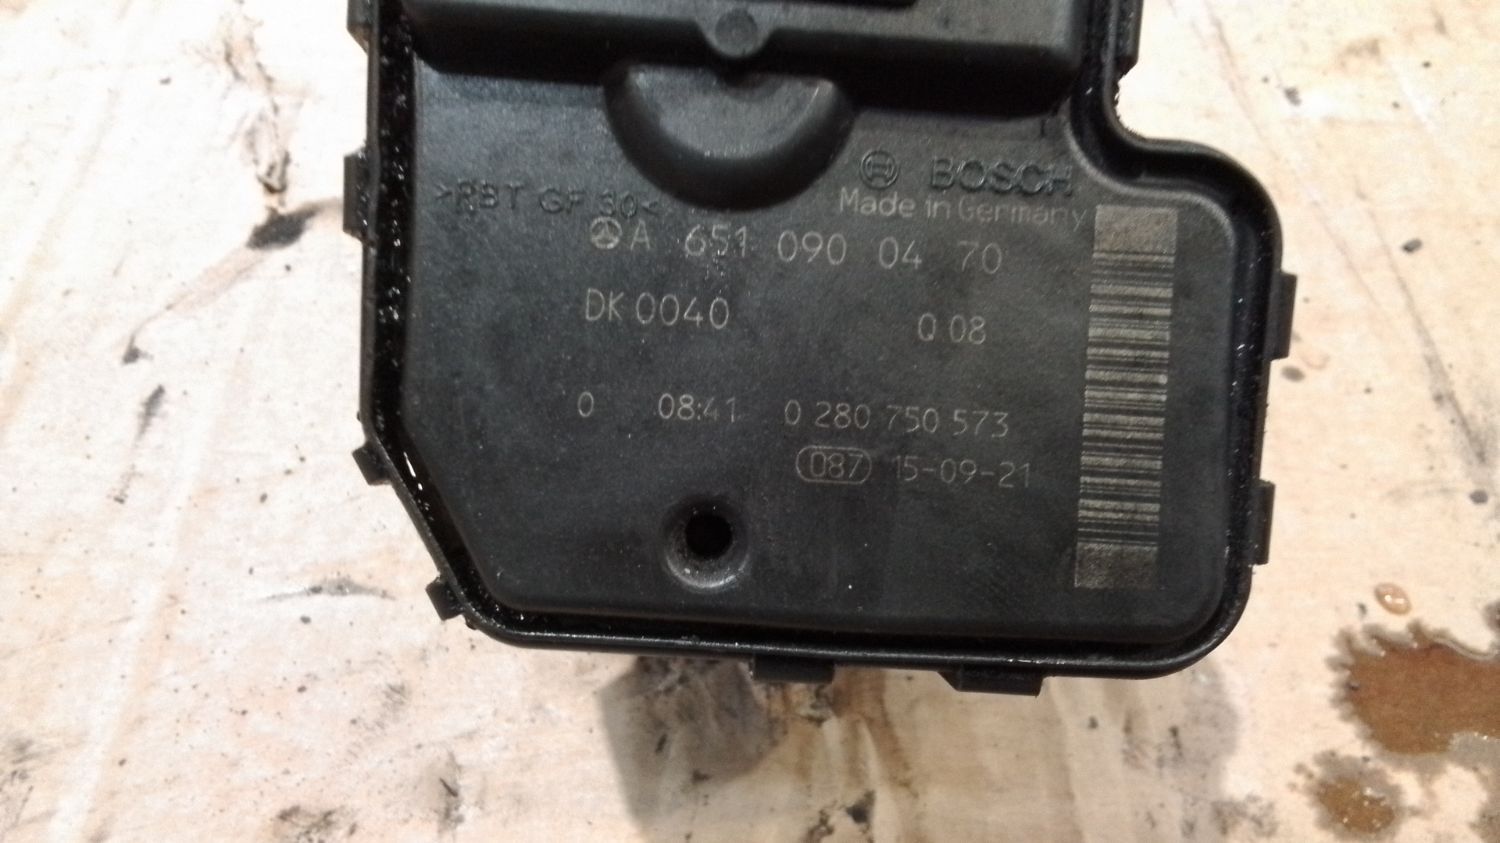 BOSCH
>PBT GF 30<
Made in Germany
A 651 090 04 70
DK 0040 Q 08
0 08:41 0 280 750 573
087 15-09-21